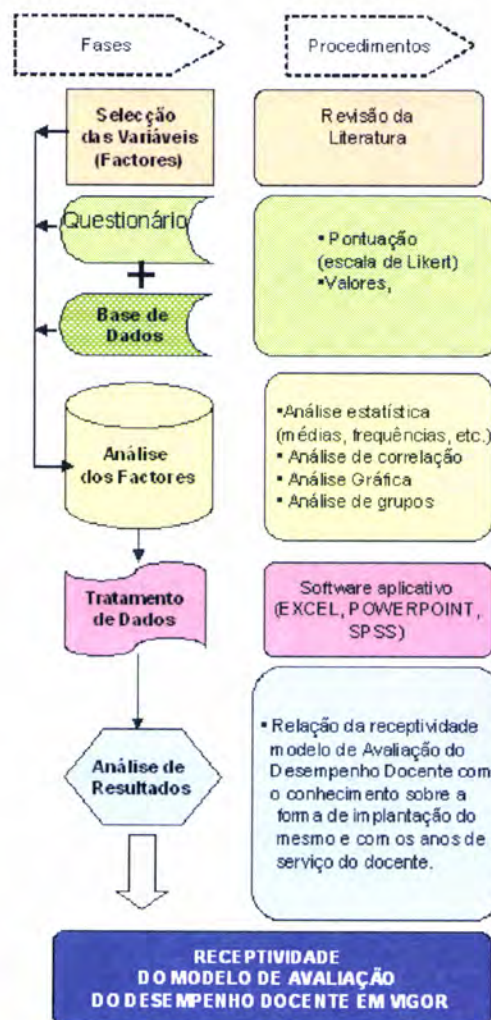 Fases
Procedimentos
Selecção
das Variáveis
(Factores)
Revisão da
Literatura
Questionário
+
Base de
Dados
▪ Pontuação
(escala de Likert)
▪Valores,
Análise
dos Factores
▪Análise estatística
(médias, frequências, etc.)
▪ Análise de correlação
▪ Análise Gráfica
▪ Análise de grupos
Tratamento
de Dados
Software aplicativo
(EXCEL, POWERPOINT,
SPSS)
Análise de
Resultados
▪ Relação da receptividade
modelo de Avaliação do
Desempenho Docente com
o conhecimento sobre a
forma de implantação do
mesmo e com os anos de
serviço do docente.
RECEPTIVIDADE
DO MODELO DE AVALIAÇÃO
DO DESEMPENHO DOCENTE EM VIGOR